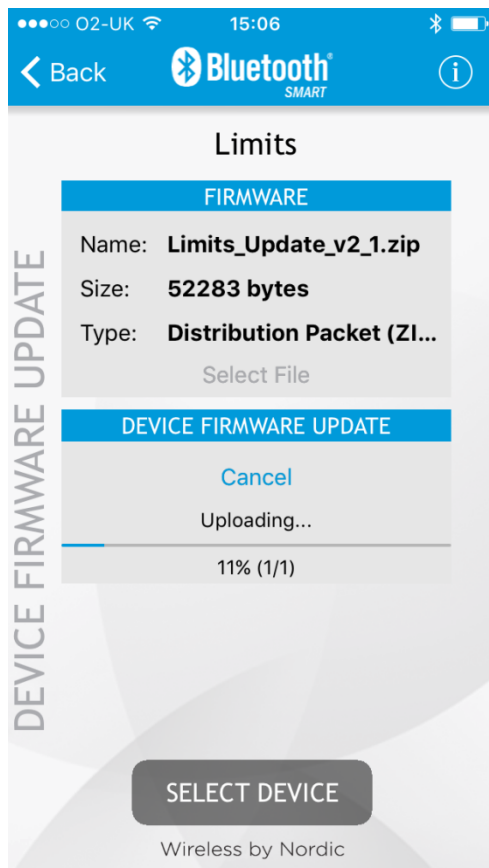 O2-UK 15:06
Back Bluetooth® SMART i
Limits
FIRMWARE
Name: Limits_Update_v2_1.zip
Size: 52283 bytes
Type: Distribution Packet (ZI...
Select File
DEVICE FIRMWARE UPDATE
DEVICE FIRMWARE UPDATE
Cancel
Uploading...
11% (1/1)
SELECT DEVICE
Wireless by Nordic